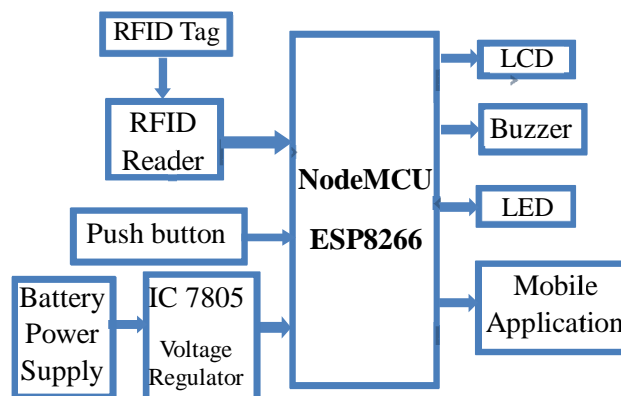 RFID Tag
RFID
Reader
Push button
Battery
Power
Supply
IC 7805
Voltage
Regulator
NodeMCU
ESP8266
LCD
Buzzer
LED
Mobile
Application